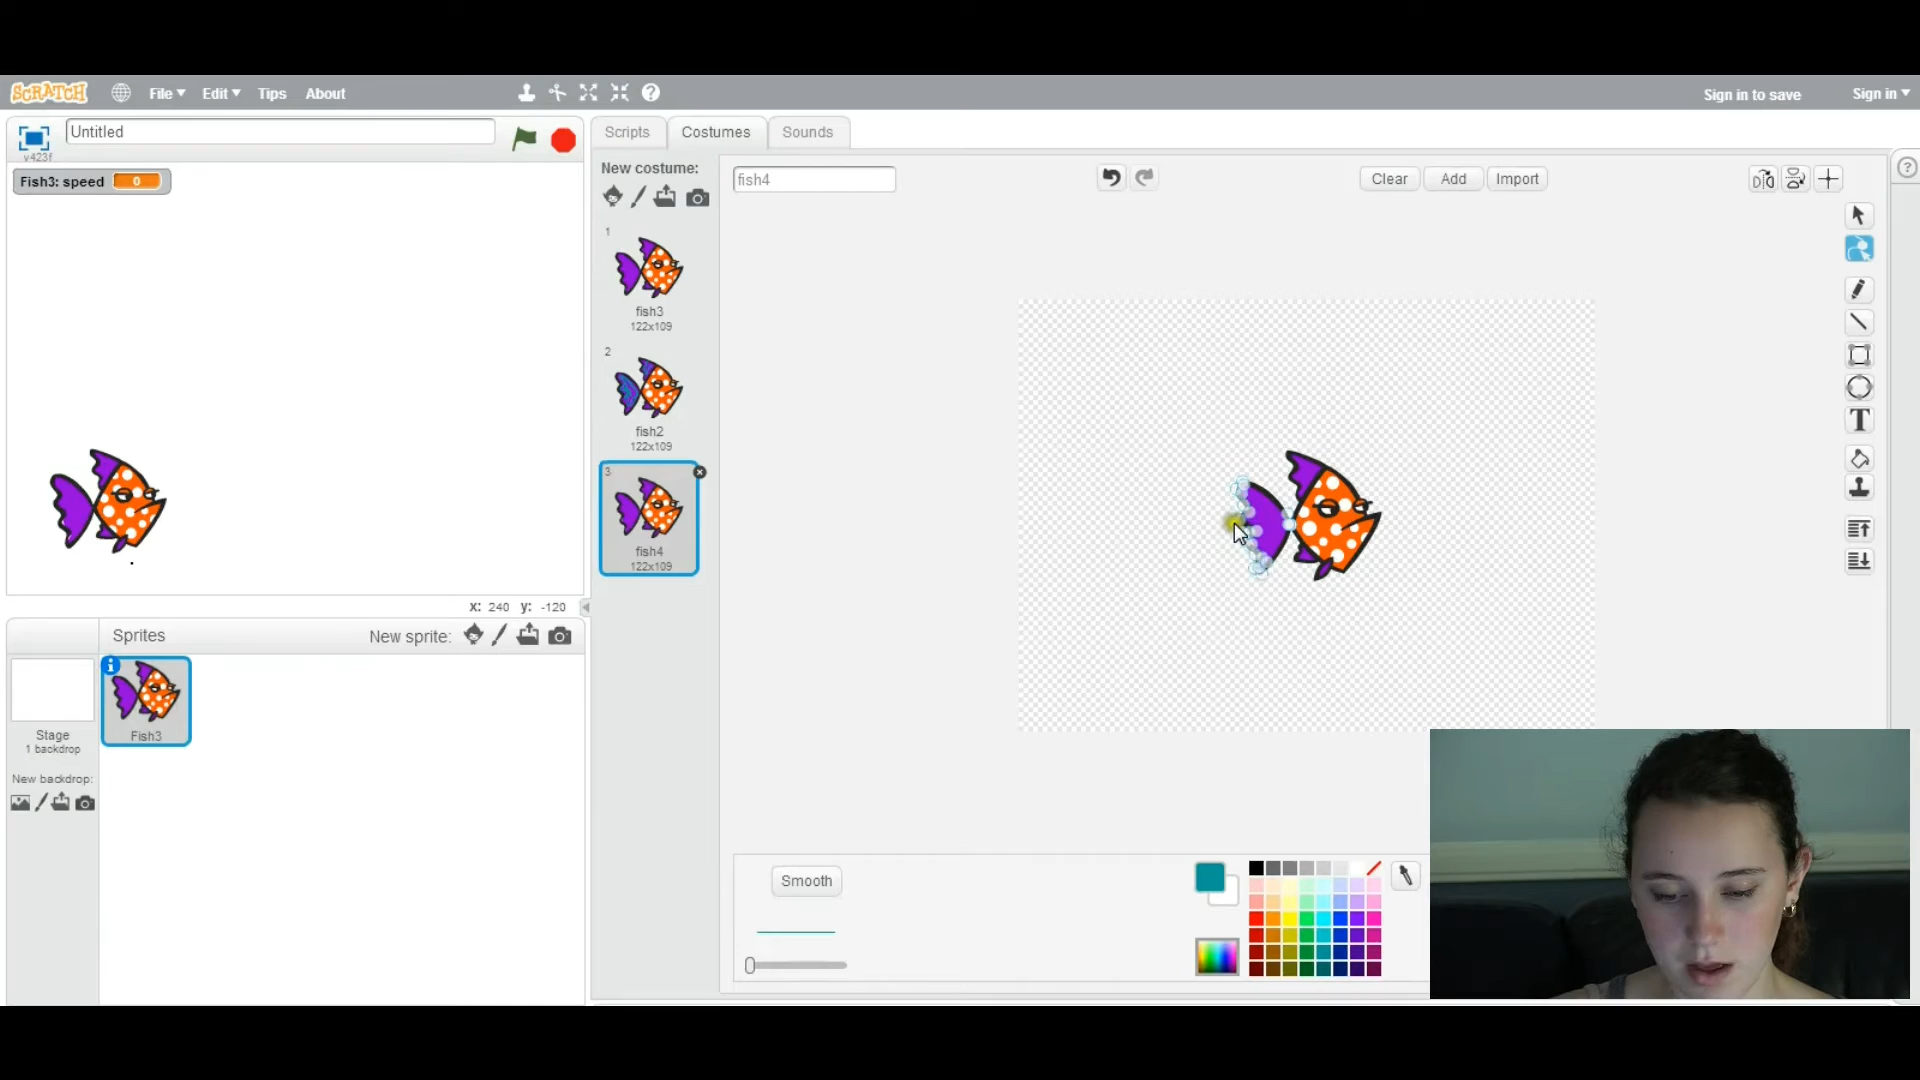 SCRATCH File Edit Tips About Sign in to save Sign in
v423f
Untitled
Scripts Costumes Sounds
Fish3: speed 0
New costume:
fish4
Clear Add Import
1
fish3
122x109
2
fish2
122x109
3
fish4
122x109
T
x: 240 y: -120
Sprites New sprite:
Stage
1 backdrop
New backdrop:
Fish3
Smooth